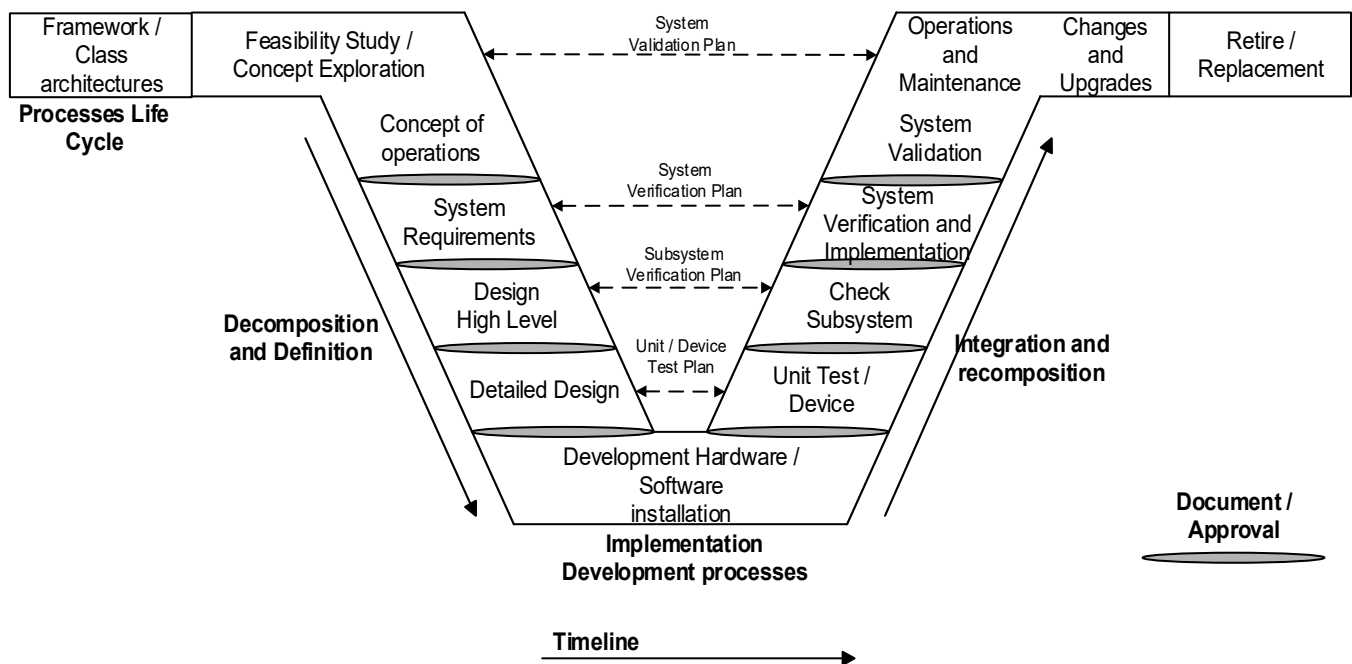 Framework /
Class
architectures
Processes Life
Cycle
Feasibility Study /
Concept Exploration
Concept of
operations
System
Requirements
Design
High Level
Detailed Design
Decomposition
and Definition
System
Validation Plan
System
Verification Plan
Subsystem
Verification Plan
Unit / Device
Test Plan
Development Hardware /
Software
installation
Implementation
Development processes
Operations
and
Maintenance
Changes
and
Upgrades
Retire /
Replacement
System
Validation
System
Verification and
Implementation
Check
Subsystem
Unit Test /
Device
Integration and
recomposition
Document /
Approval
Timeline